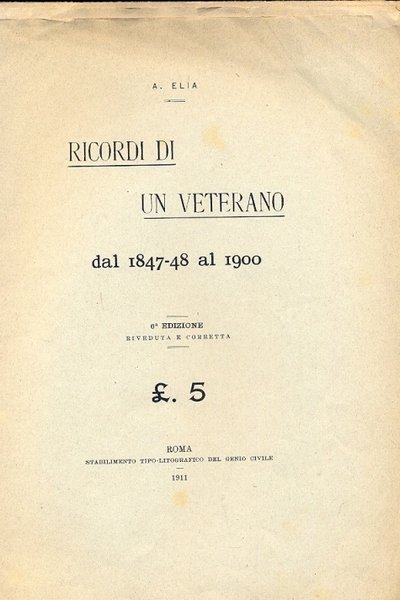 A. ELIA
RICORDI DI
UN VETERANO
dal 1847-48 al 1900
6ª EDIZIONE
RIVEDUTA E CORRETTA
£. 5
ROMA
STABILIMENTO TIPO-LITOGRAFICO DEL GENIO CIVILE
1911